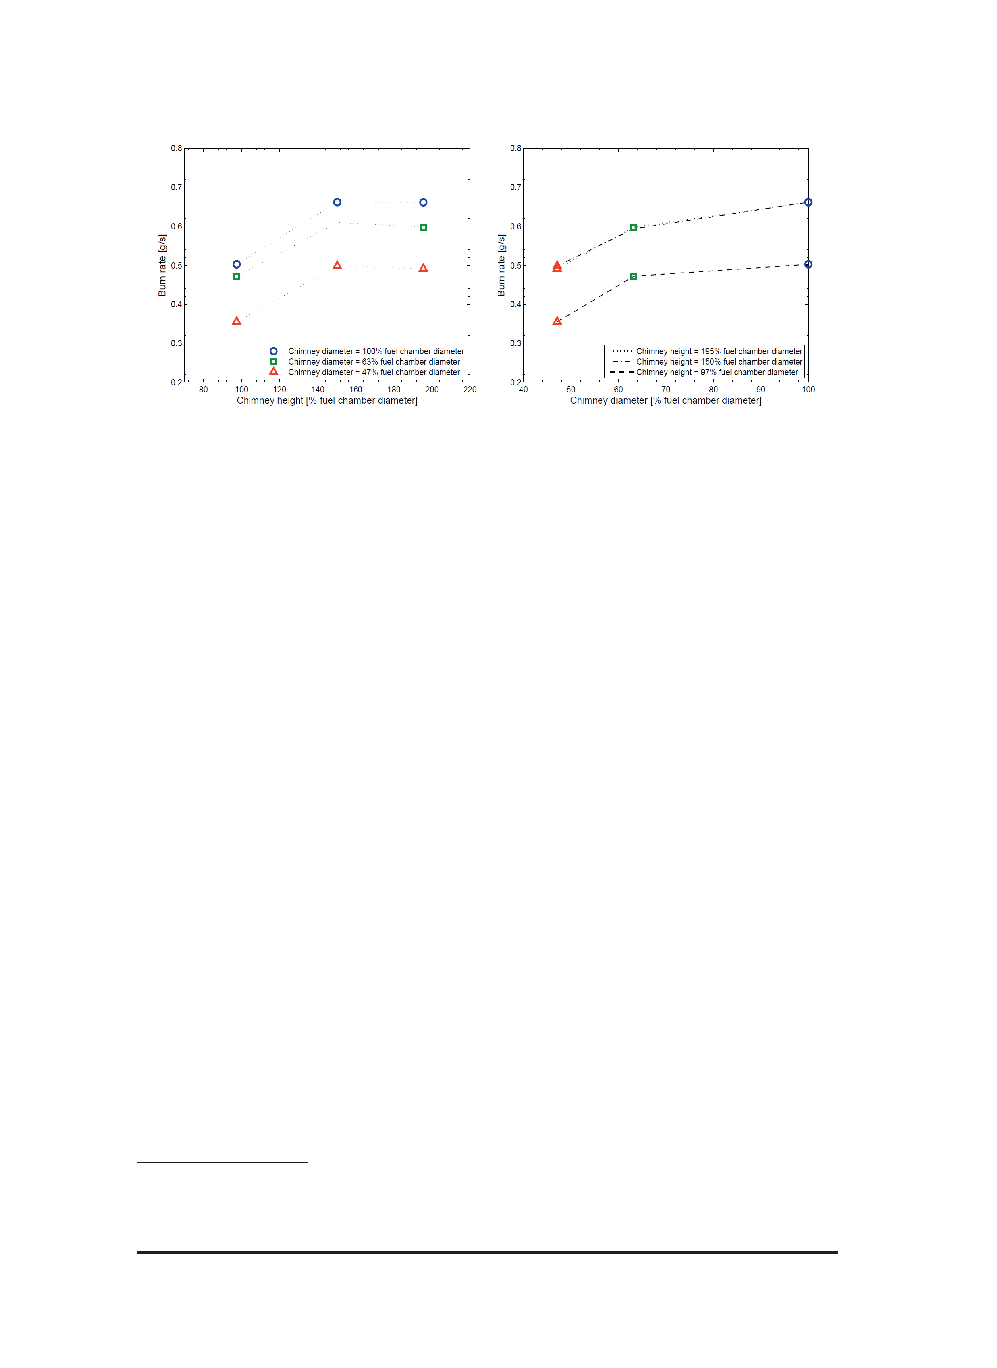 0.8
0.7
0.6
0.5
0.4
0.3
0.2
Burn rate [g/s]
Chimney diameter = 100% fuel chamber diameter
Chimney diameter = 63% fuel chamber diameter
Chimney diameter = 47% fuel chamber diameter
80 100 120 140 160 180 200 220
Chimney height [% fuel chamber diameter]
0.8
0.7
0.6
0.5
0.4
0.3
0.2
Burn rate [g/s]
Chimney height = 195% fuel chamber diameter
Chimney height = 150% fuel chamber diameter
Chimney height = 97% fuel chamber diameter
40 50 60 70 80 90 100
Chimney diameter [% fuel chamber diameter]